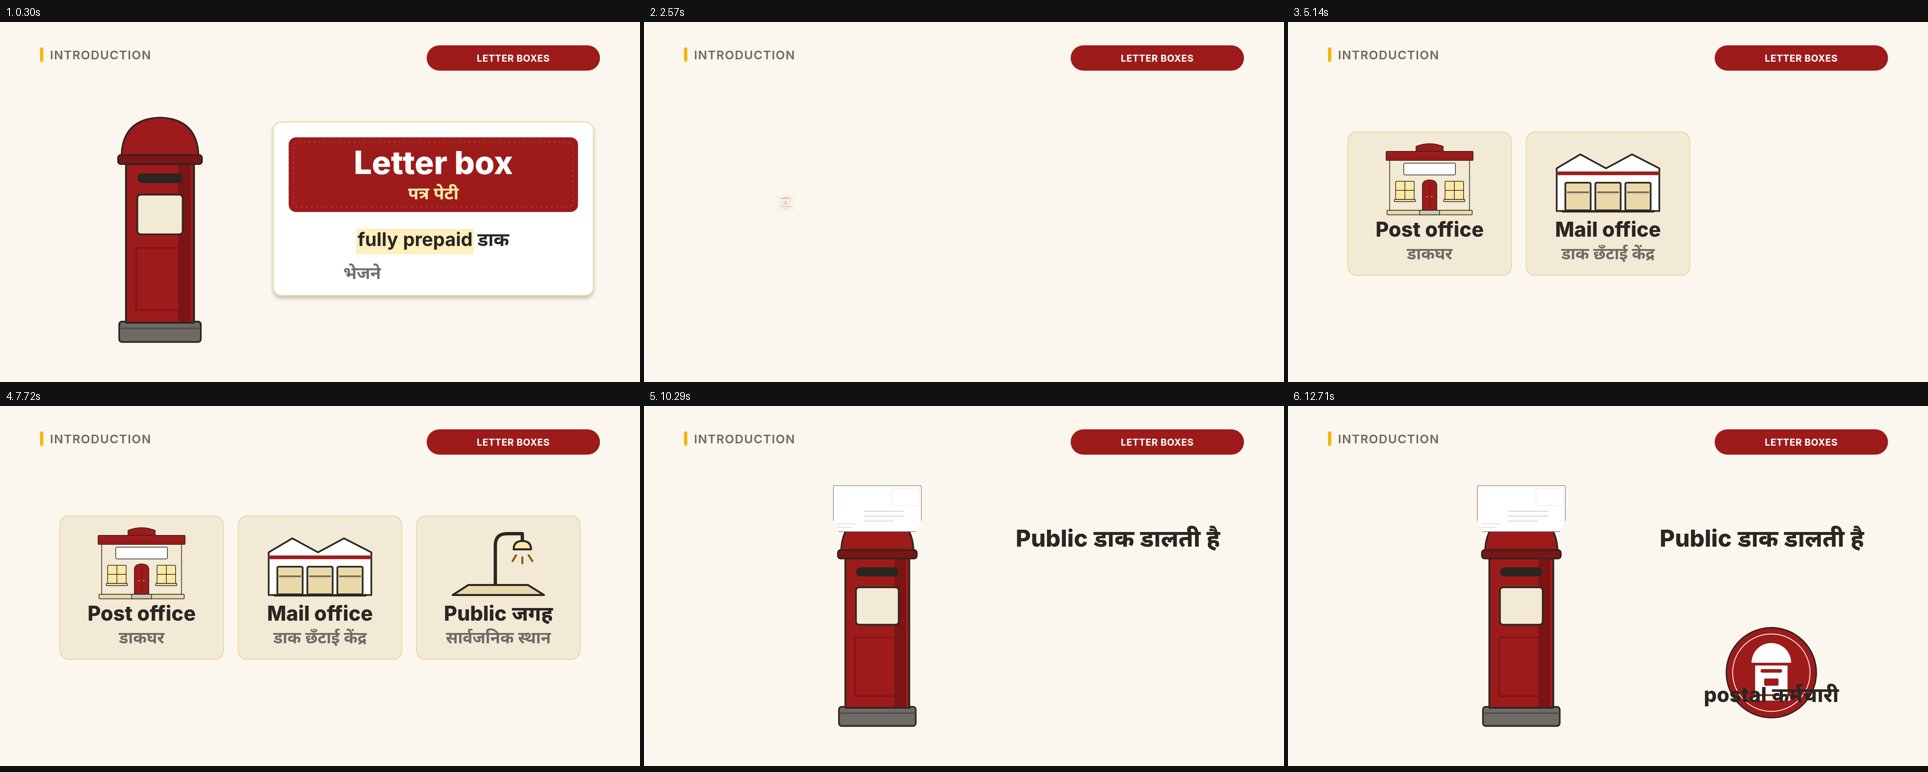 1. 0.30s
INTRODUCTION
LETTER BOXES
Letter box
पत्र पेटी
fully prepaid डाक
भेजने
2. 2.57s
INTRODUCTION
LETTER BOXES
3. 5.14s
INTRODUCTION
LETTER BOXES
Post office
डाकघर
Mail office
डाक छँटाई केंद्र
4. 7.72s
INTRODUCTION
LETTER BOXES
Post office
डाकघर
Mail office
डाक छँटाई केंद्र
Public जगह
सार्वजनिक स्थान
5. 10.29s
INTRODUCTION
LETTER BOXES
Public डाक डालती है
6. 12.71s
INTRODUCTION
LETTER BOXES
Public डाक डालती है
postal कर्मचारी